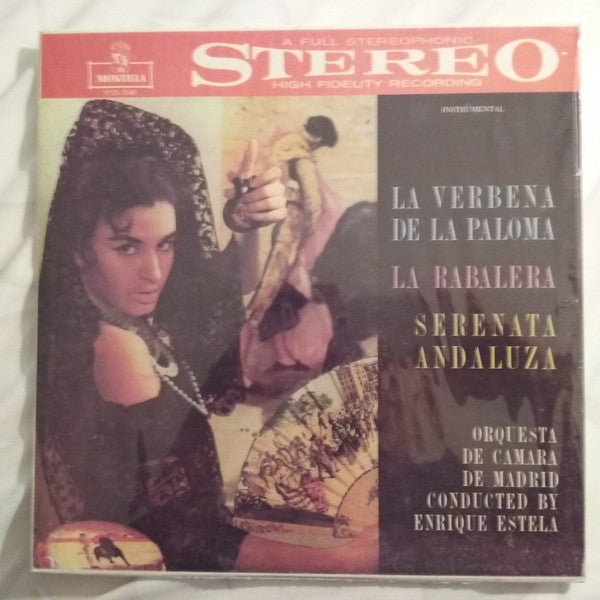 A FULL STEREOPHONIC
MONTILLA
STEREO
HIGH FIDELITY RECORDING
INSTRUMENTAL
LA VERBENA
DE LA PALOMA
LA RABALERA
SERENATA
ANDALUZA
ORQUESTA
DE CAMARA
DE MADRID
CONDUCTED BY
ENRIQUE ESTELA